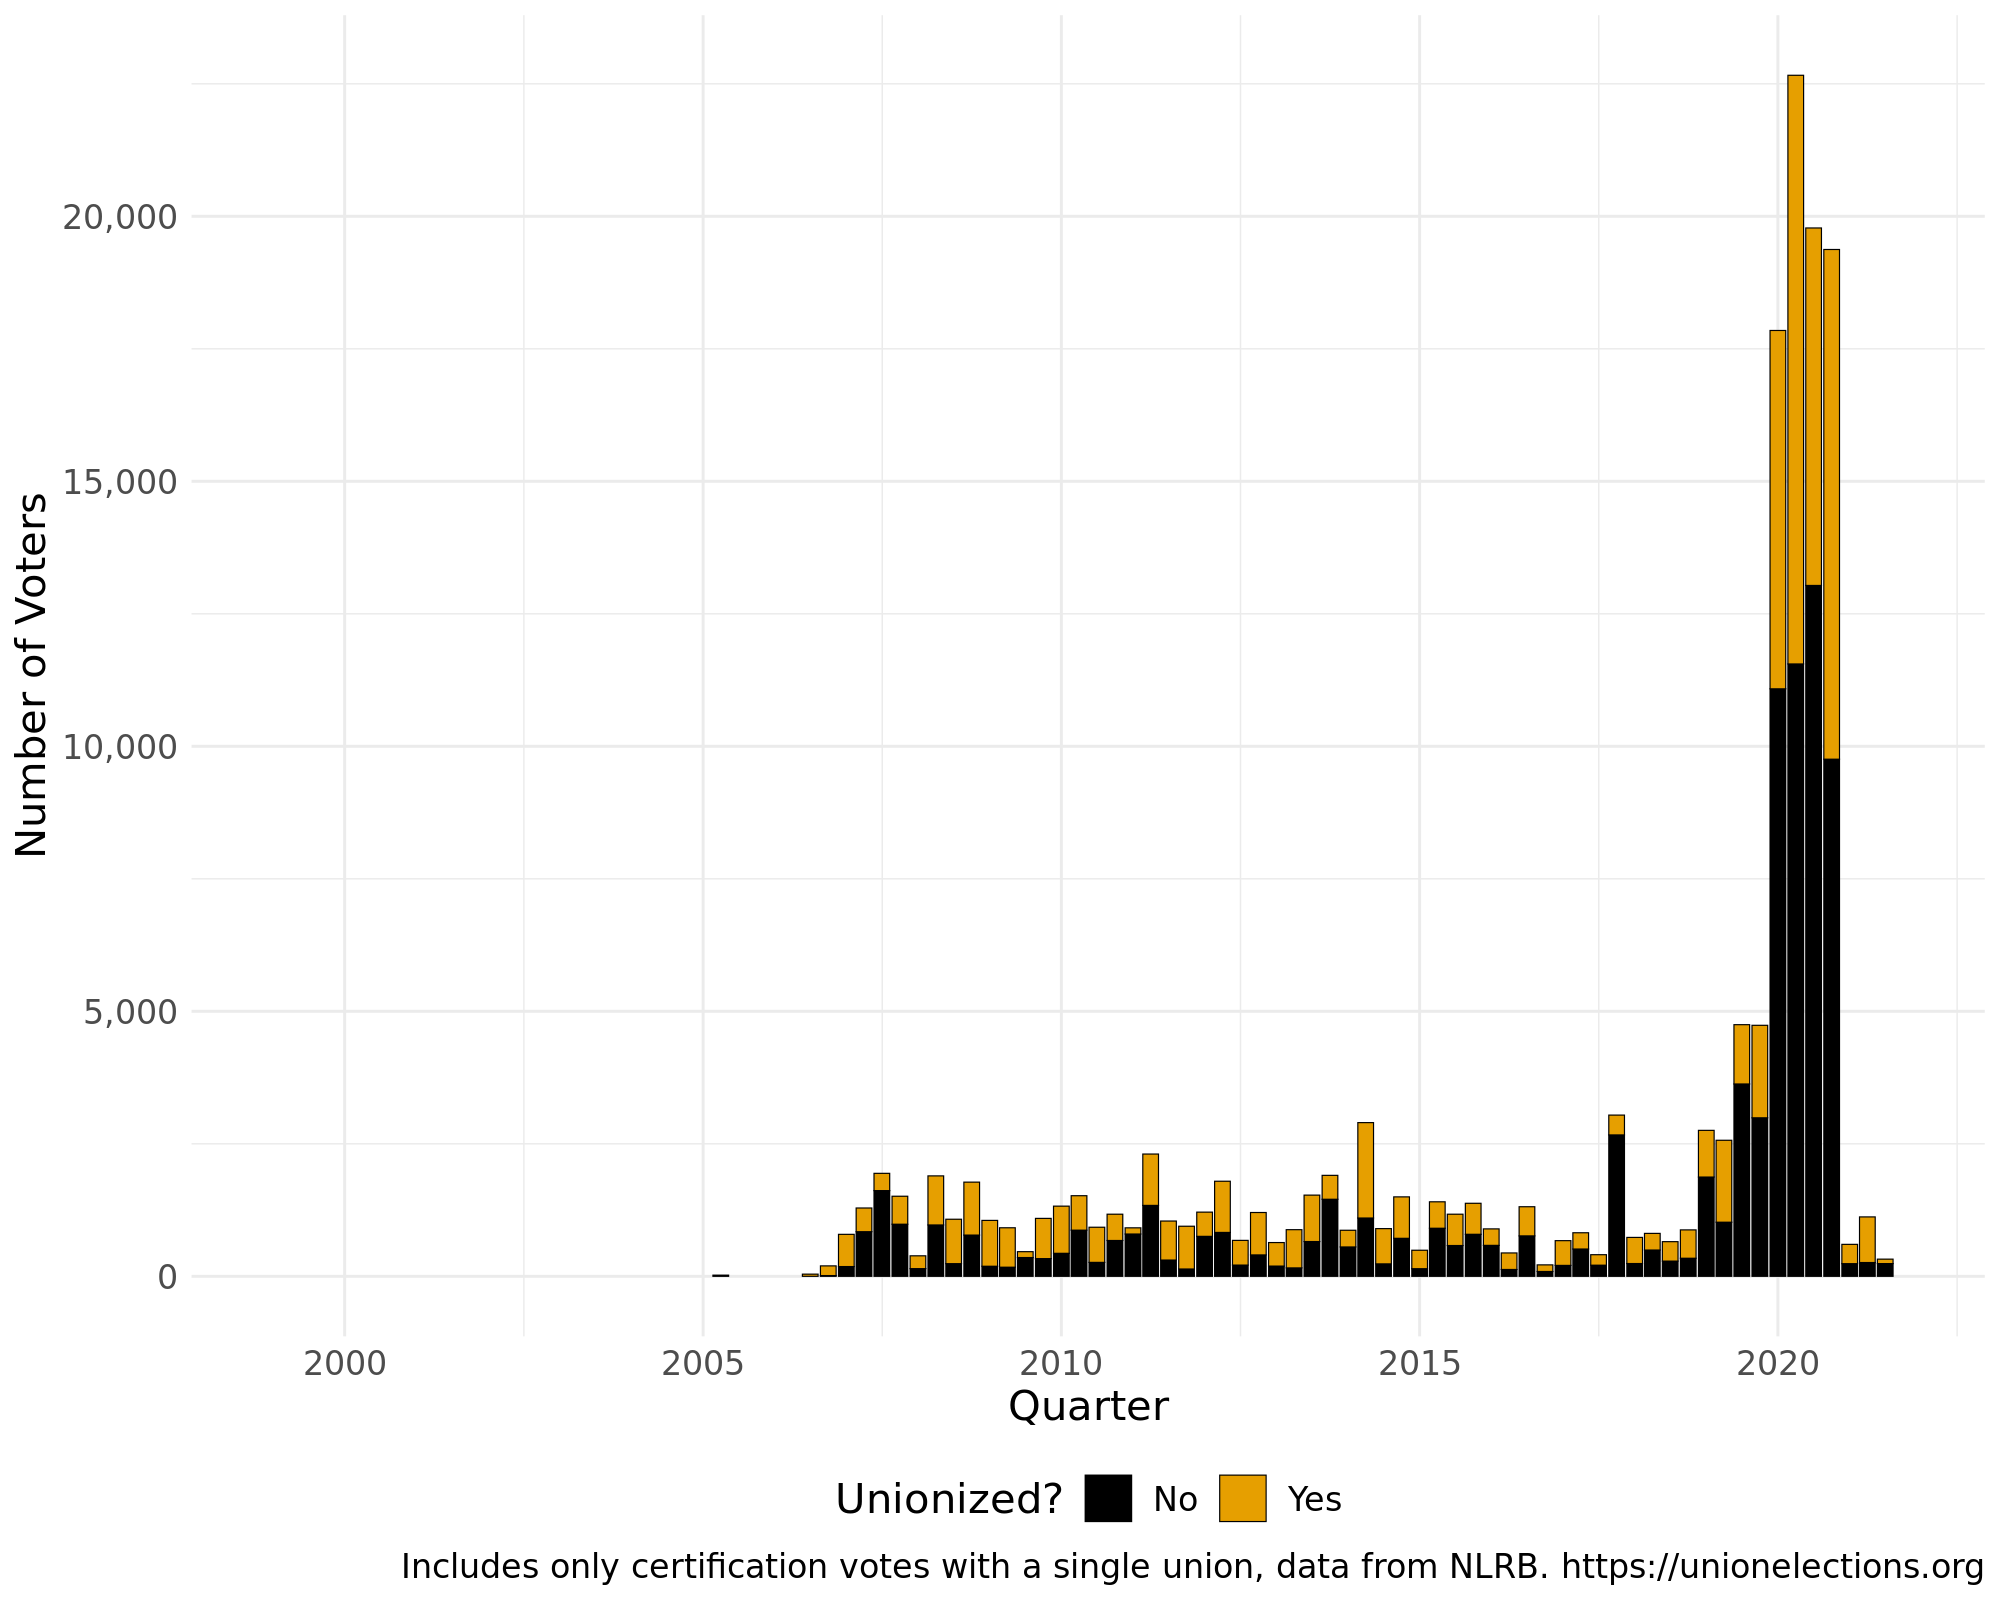 20,000
15,000
10,000
5,000
0
Number of Voters
2000 2005 2010 2015 2020
Quarter
Unionized? No Yes
Includes only certification votes with a single union, data from NLRB. https://unionelections.org